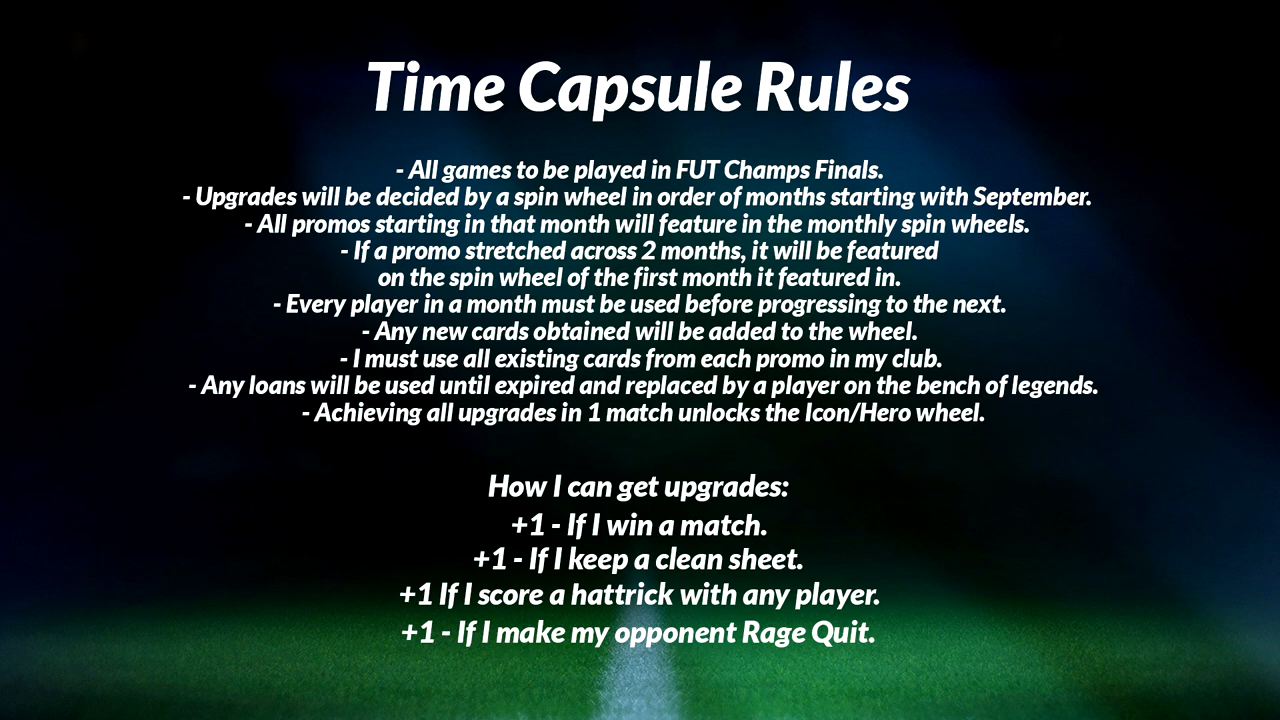 Time Capsule Rules
- All games to be played in FUT Champs Finals.
- Upgrades will be decided by a spin wheel in order of months starting with September.
- All promos starting in that month will feature in the monthly spin wheels.
- If a promo stretched across 2 months, it will be featured
on the spin wheel of the first month it featured in.
- Every player in a month must be used before progressing to the next.
- Any new cards obtained will be added to the wheel.
- I must use all existing cards from each promo in my club.
- Any loans will be used until expired and replaced by a player on the bench of legends.
- Achieving all upgrades in 1 match unlocks the Icon/Hero wheel.
How I can get upgrades:
+1 - If I win a match.
+1 - If I keep a clean sheet.
+1 If I score a hattrick with any player.
+1 - If I make my opponent Rage Quit.